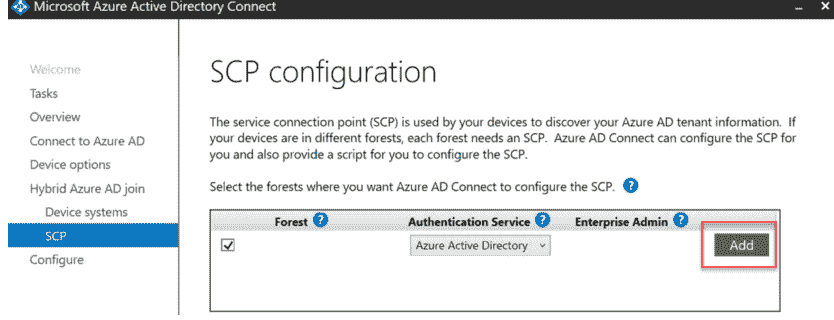 Microsoft Azure Active Directory Connect
Welcome
Tasks
Overview
Connect to Azure AD
Device options
Hybrid Azure AD join
Device systems
SCP
Configure
SCP configuration
The service connection point (SCP) is used by your devices to discover your Azure AD tenant information. If
your devices are in different forests, each forest needs an SCP. Azure AD Connect can configure the SCP for
you and also provide a script for you to configure the SCP.
Select the forests where you want Azure AD Connect to configure the SCP. ?
Forest ? Authentication Service ? Enterprise Admin ?
Azure Active Directory Add